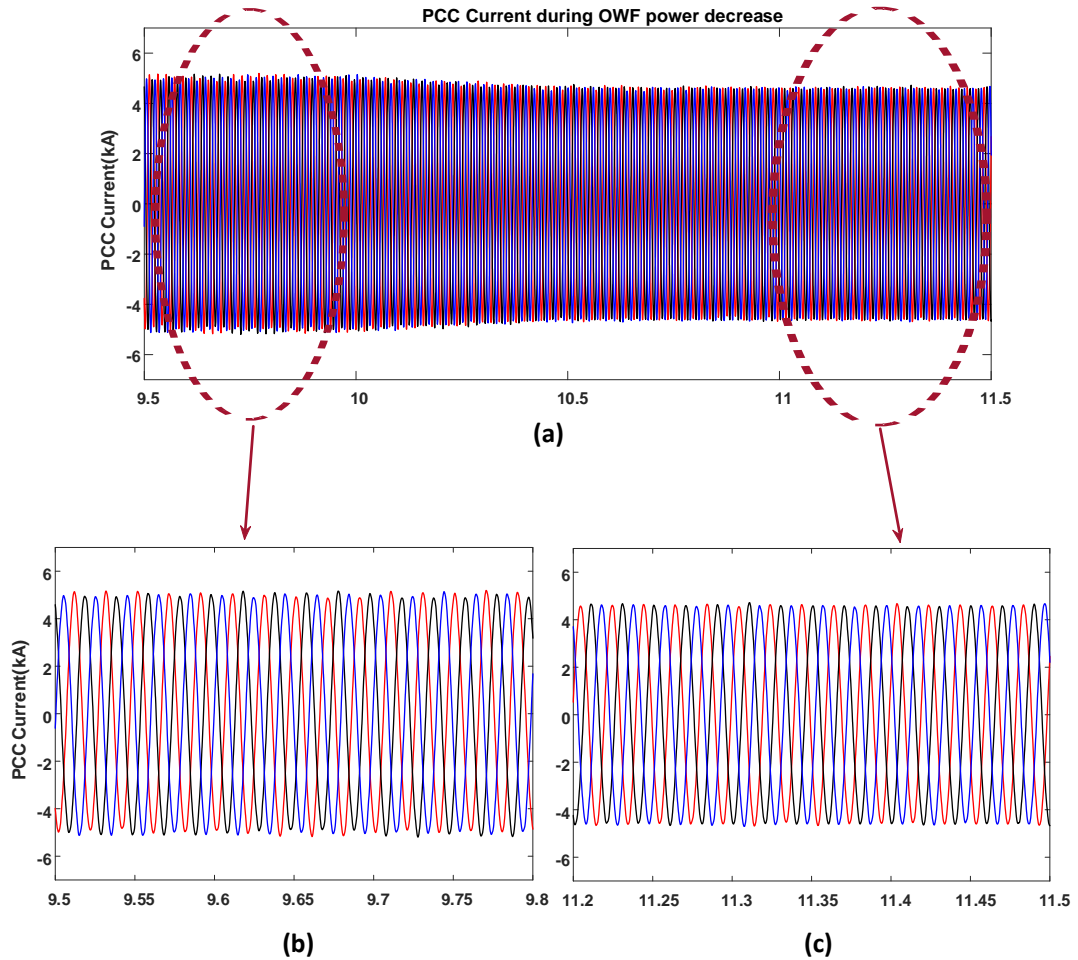 PCC Current during OWF power decrease
PCC Current(kA)
6
4
2
0
-2
-4
-6
9.5 10 10.5 11 11.5
(a)
PCC Current(kA)
6
4
2
0
-2
-4
-6
9.5 9.55 9.6 9.65 9.7 9.75 9.8
(b)
6
4
2
0
-2
-4
-6
11.2 11.25 11.3 11.35 11.4 11.45 11.5
(c)